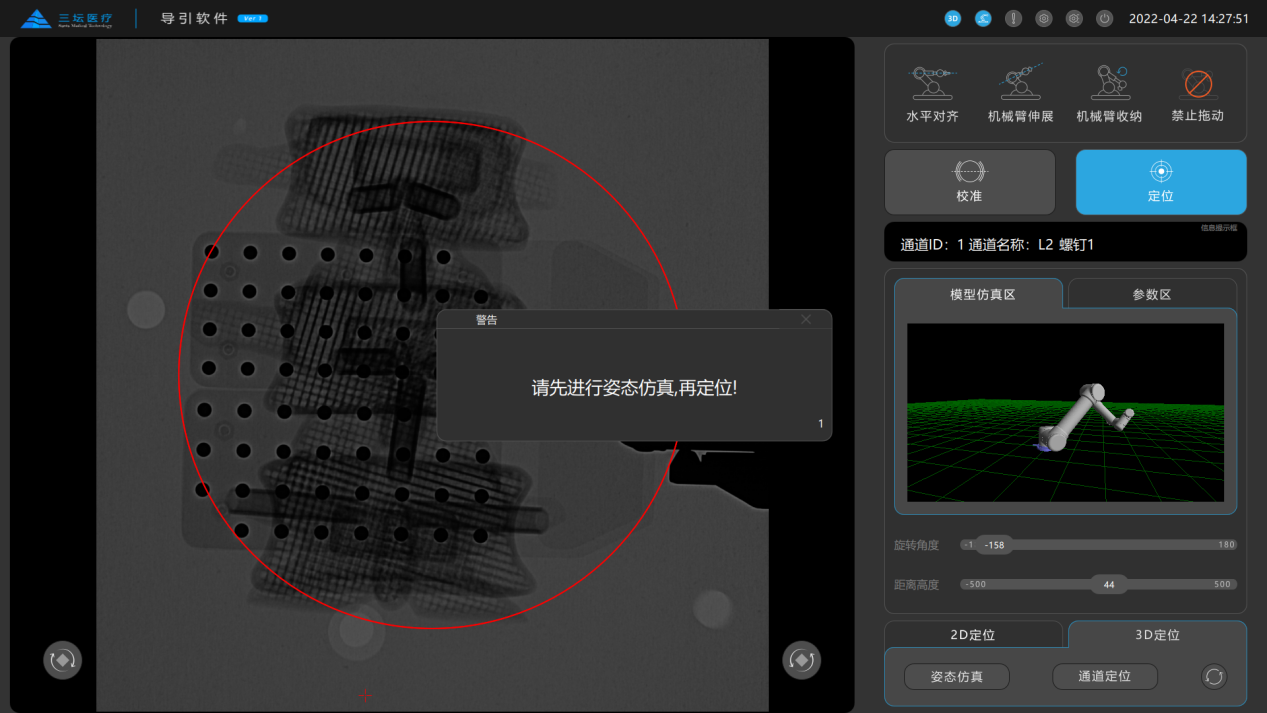 三坛医疗
导引软件
Ver 1
3D
2022-04-22 14:27:51
水平对齐
机械臂伸展
机械臂收纳
禁止拖动
校准
定位
信息提示框
通道ID: 1 通道名称: L2 螺钉1
模型仿真区
参数区
警告
请先进行姿态仿真,再定位!
1
旋转角度
-1
-158
180
距离高度
-500
44
500
2D定位
3D定位
姿态仿真
通道定位